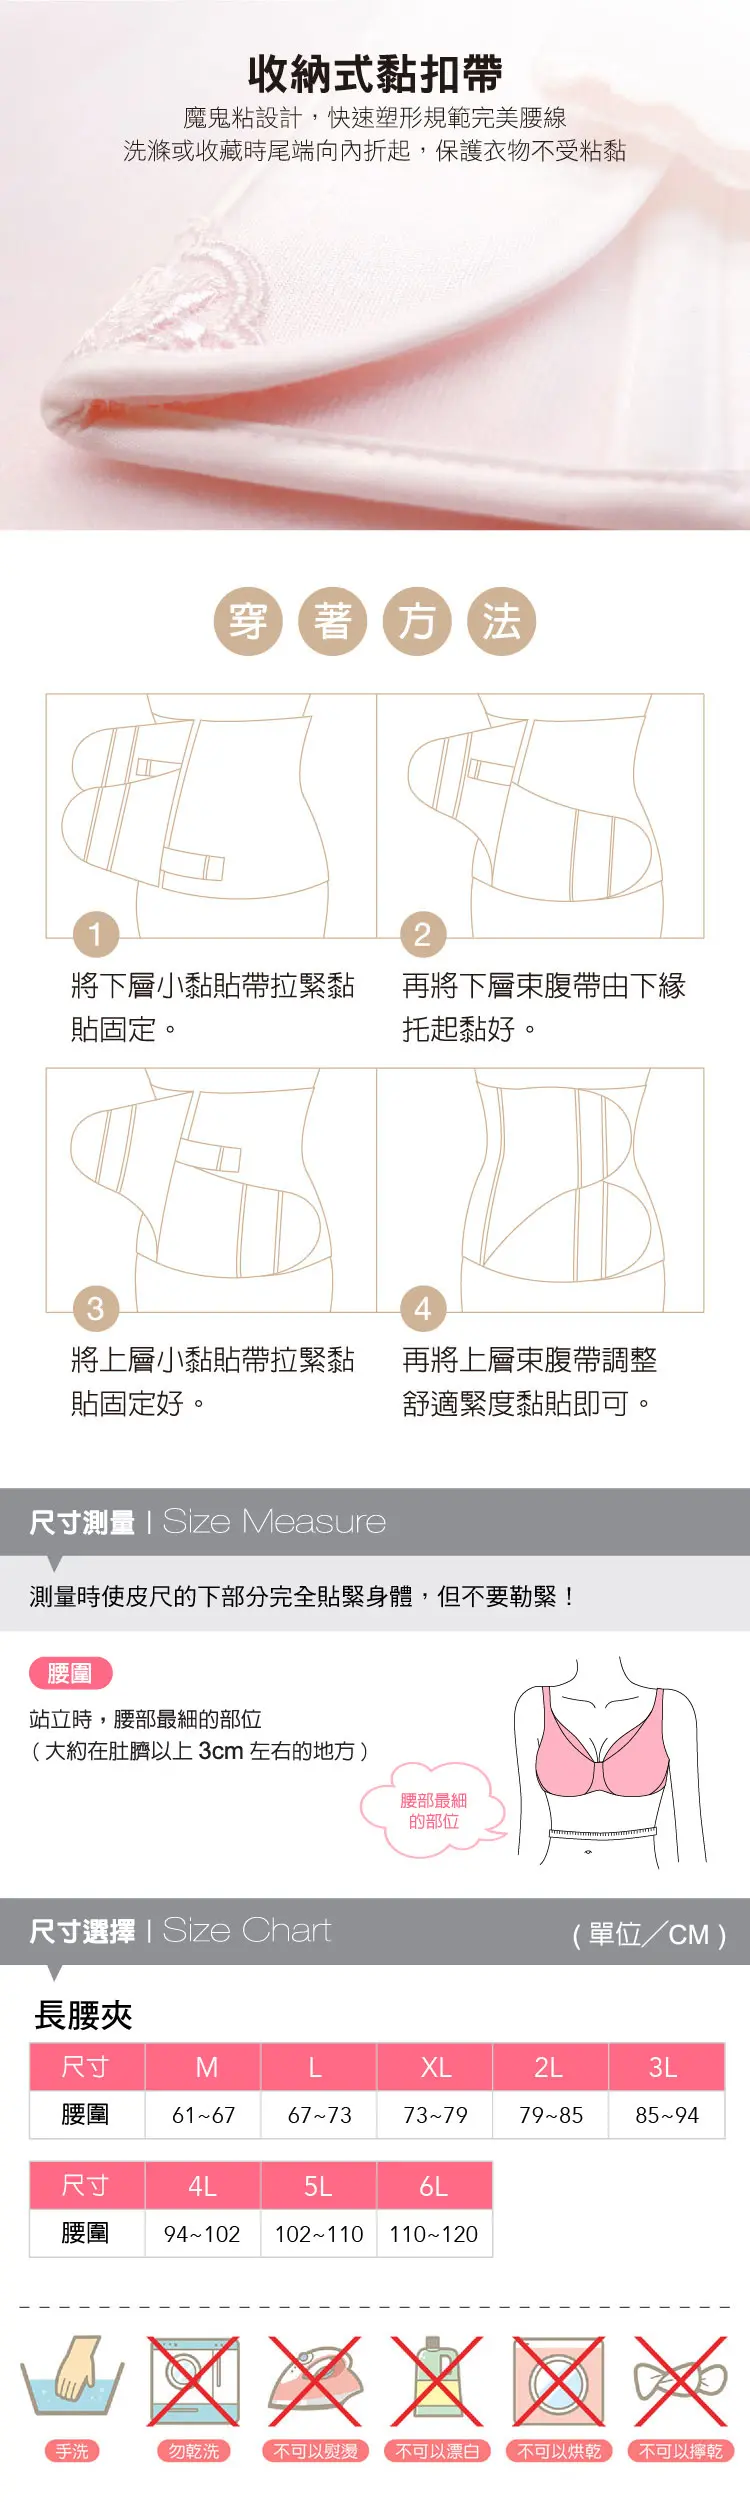 收納式黏扣帶
魔鬼粘設計，快速塑形規範完美腰線
洗滌或收藏時尾端向內折起，保護衣物不受粘黏
穿著方法
1
將下層小黏貼帶拉緊黏
貼固定。
2
再將下層束腹帶由下緣
托起黏好。
3
將上層小黏貼帶拉緊黏
貼固定好。
4
再將上層束腹帶調整
舒適緊度黏貼即可。
尺寸測量 | Size Measure
測量時使皮尺的下部分完全貼緊身體，但不要勒緊！
腰圍
站立時，腰部最細的部位
（大約在肚臍以上 3cm 左右的地方）
腰部最細
的部位
尺寸選擇 | Size Chart （單位／CM）
長腰夾
尺寸 M L XL 2L 3L
腰圍 61~67 67~73 73~79 79~85 85~94
尺寸 4L 5L 6L
腰圍 94~102 102~110 110~120
手洗 勿乾洗 不可以熨燙 不可以漂白 不可以烘乾 不可以擰乾